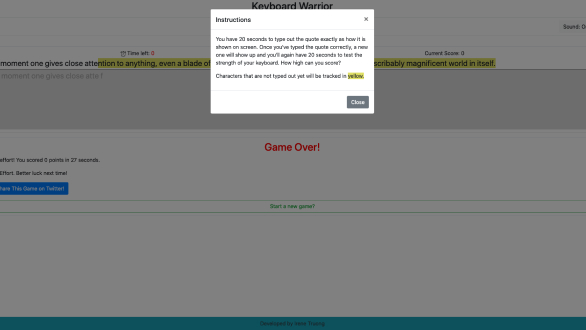 Keyboard Warrior
Instructions
×
Sound:
You have 20 seconds to type out the quote exactly as how it is
shown on screen. Once you've typed the quote correctly, a new
one will show up and you'll again have 20 seconds to test the
strength of your keyboard. How high can you score?
Characters that are not typed out yet will be tracked in yellow.
Close
Time left: 0
Current Score: 0
moment one gives close attention to anything, even a blade of
scribably magnificent world in itself.
moment one gives close atte f
Game Over!
effort! You scored 0 points in 27 seconds.
Effort. Better luck next time!
hare This Game on Twitter!
Start a new game?
Developed by